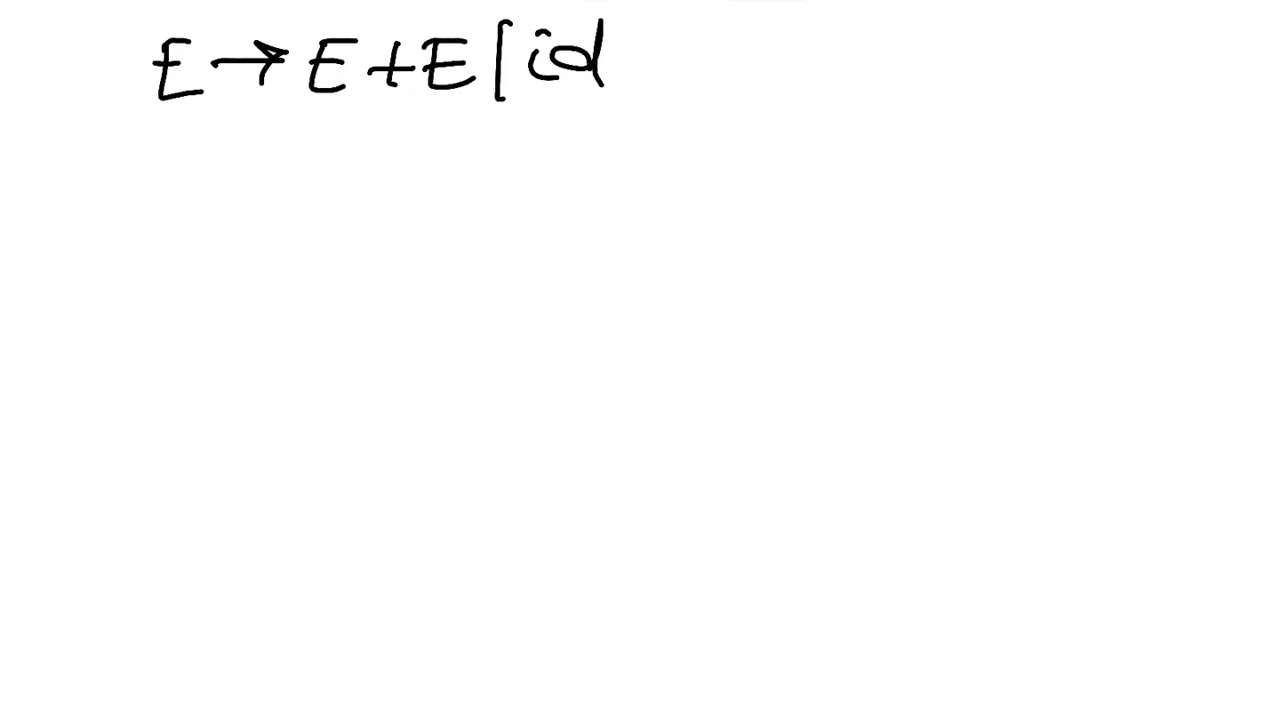 E → E + E | id